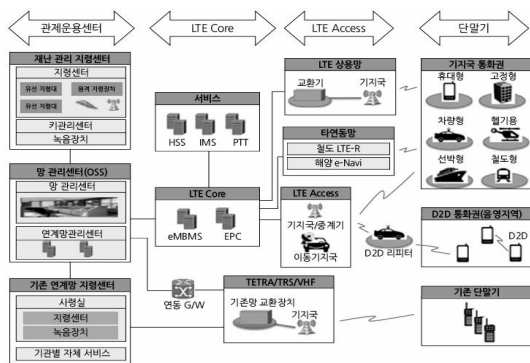 관제운용센터
LTE Core
LTE Access
단말기
재난 관리 지령센터
지령센터
유선 지령대
원격 지령장치
유선 지령대
키관리센터
녹음장치
망 관리센터(OSS)
망 관리센터
연계망관리센터
기존 연계망 지령센터
사령실
지령센터
녹음장치
기관별 자체 서비스
서비스
HSS
IMS
PTT
LTE Core
eMBMS
EPC
연동 G/W
LTE 상용망
교환기
기지국
타연동망
철도 LTE-R
해양 e-Navi
LTE Access
기지국/중계기
이동기지국
D2D 리피터
TETRA/TRS/VHF
기존망 교환장치
기지국
기지국 통화권
휴대형
고정형
차량형
헬기용
선박형
철도형
D2D 통화권(음영지역)
D2D
기존 단말기